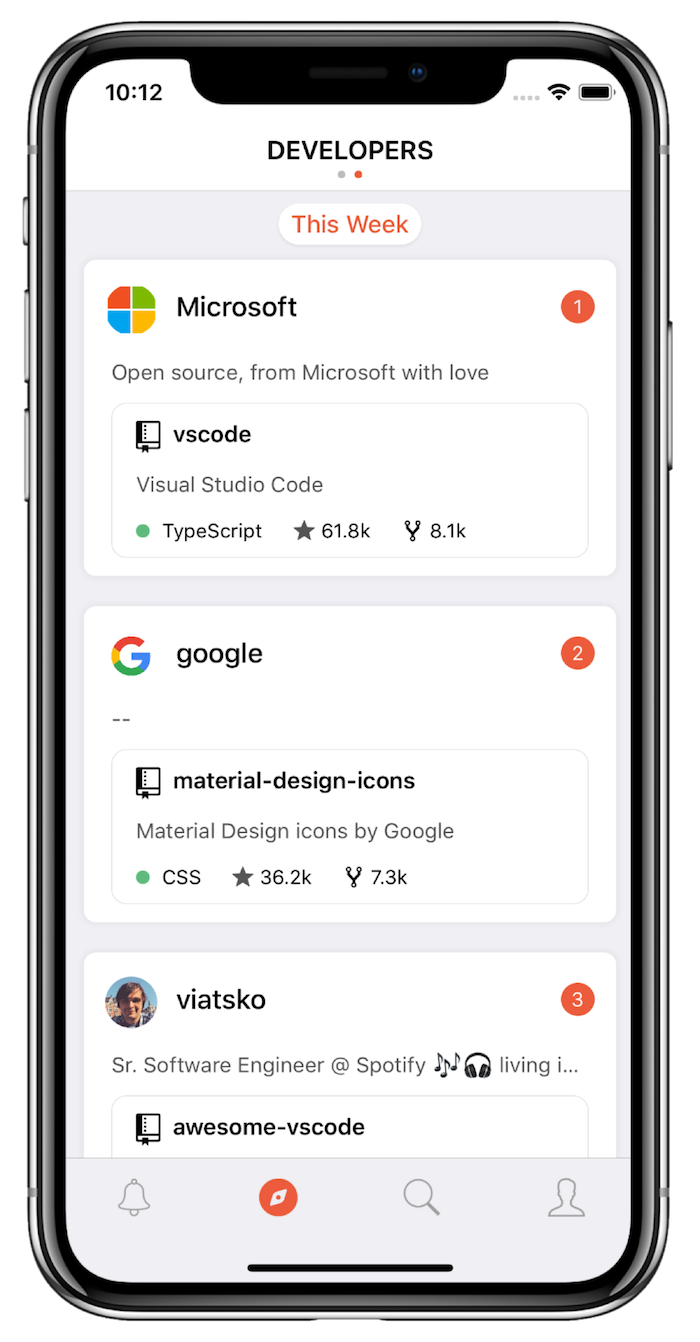 10:12
DEVELOPERS
This Week
Microsoft 1
Open source, from Microsoft with love
vscode
Visual Studio Code
TypeScript 61.8k 8.1k
google 2
--
material-design-icons
Material Design icons by Google
CSS 36.2k 7.3k
viatsko 3
Sr. Software Engineer @ Spotify 🎶🎧 living i...
awesome-vscode